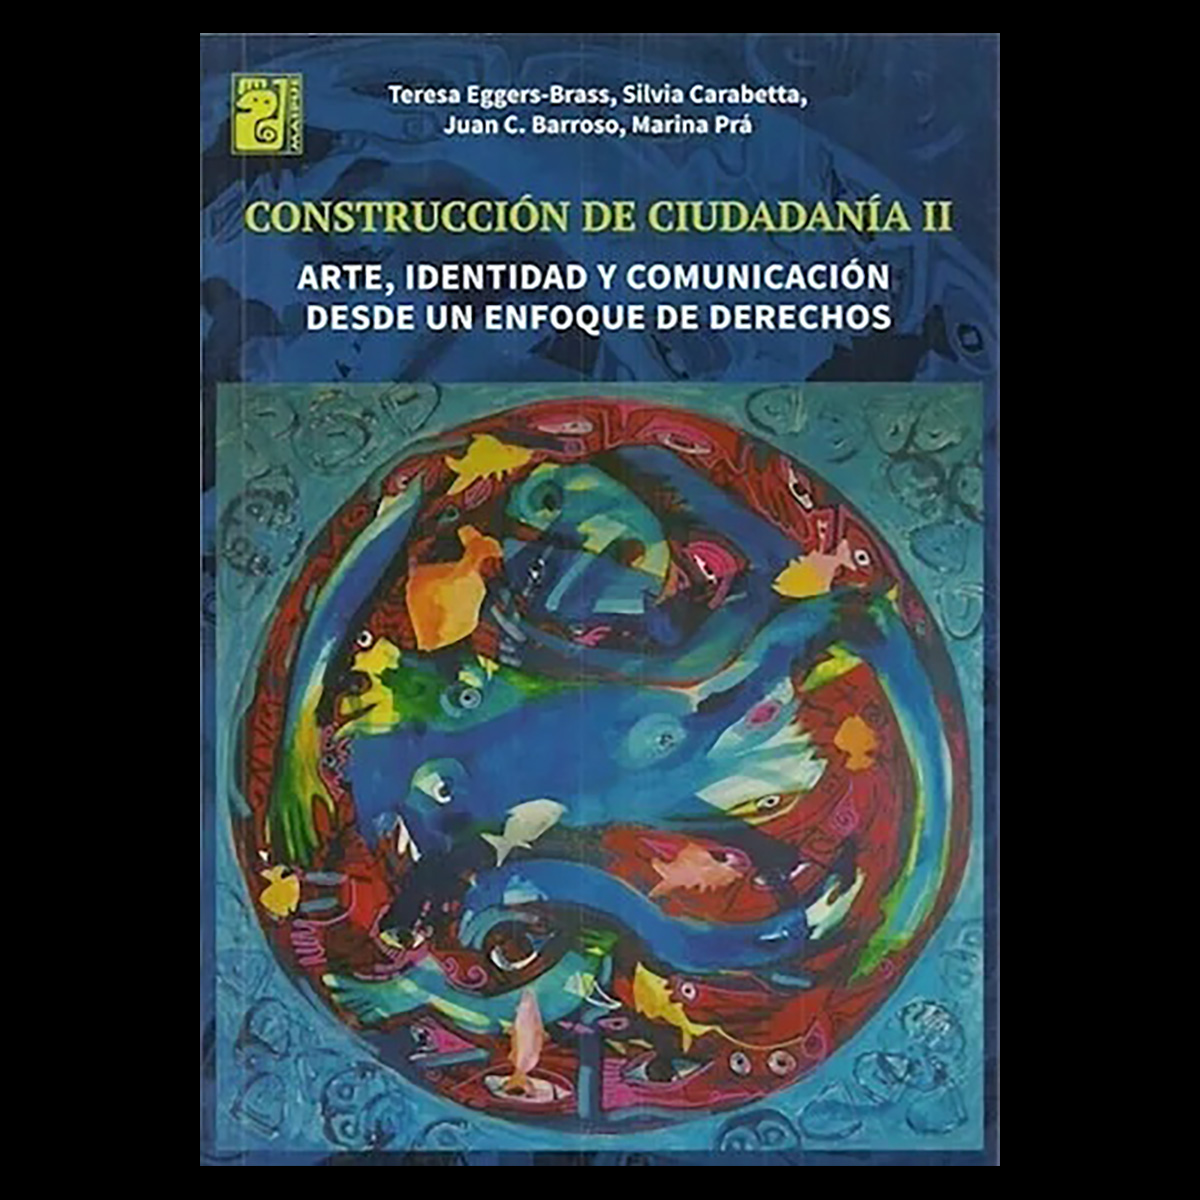 MAIPUE
Teresa Eggers-Brass, Silvia Carabetta,
Juan C. Barroso, Marina Prá
CONSTRUCCIÓN DE CIUDADANÍA II
ARTE, IDENTIDAD Y COMUNICACIÓN
DESDE UN ENFOQUE DE DERECHOS